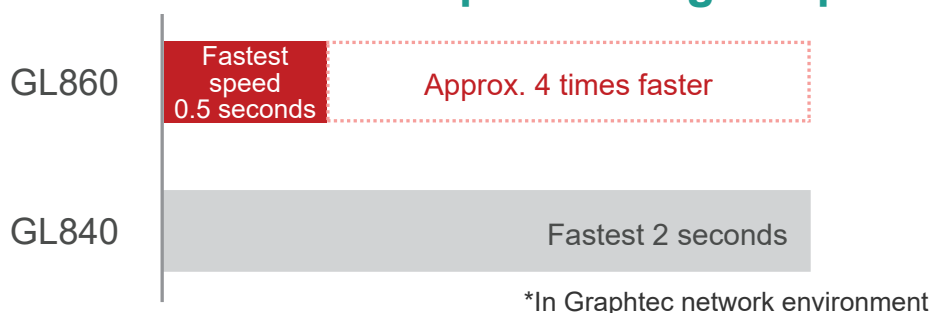 GL860
Fastest
speed
0.5 seconds
Approx. 4 times faster
GL840
Fastest 2 seconds
*In Graphtec network environment